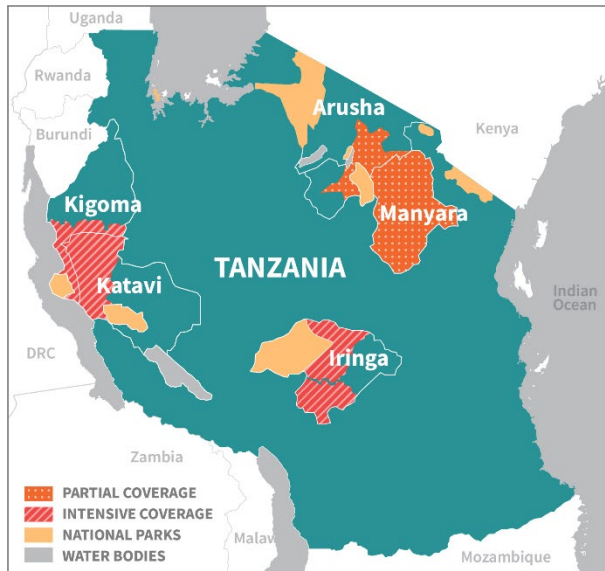 Uganda
Rwanda
Burundi
Arusha
Kenya
Kigoma
Manyara
TANZANIA
Katavi
Indian
Ocean
DRC
Iringa
Zambia
PARTIAL COVERAGE
INTENSIVE COVERAGE
NATIONAL PARKS
WATER BODIES
Malaw
Mozambique